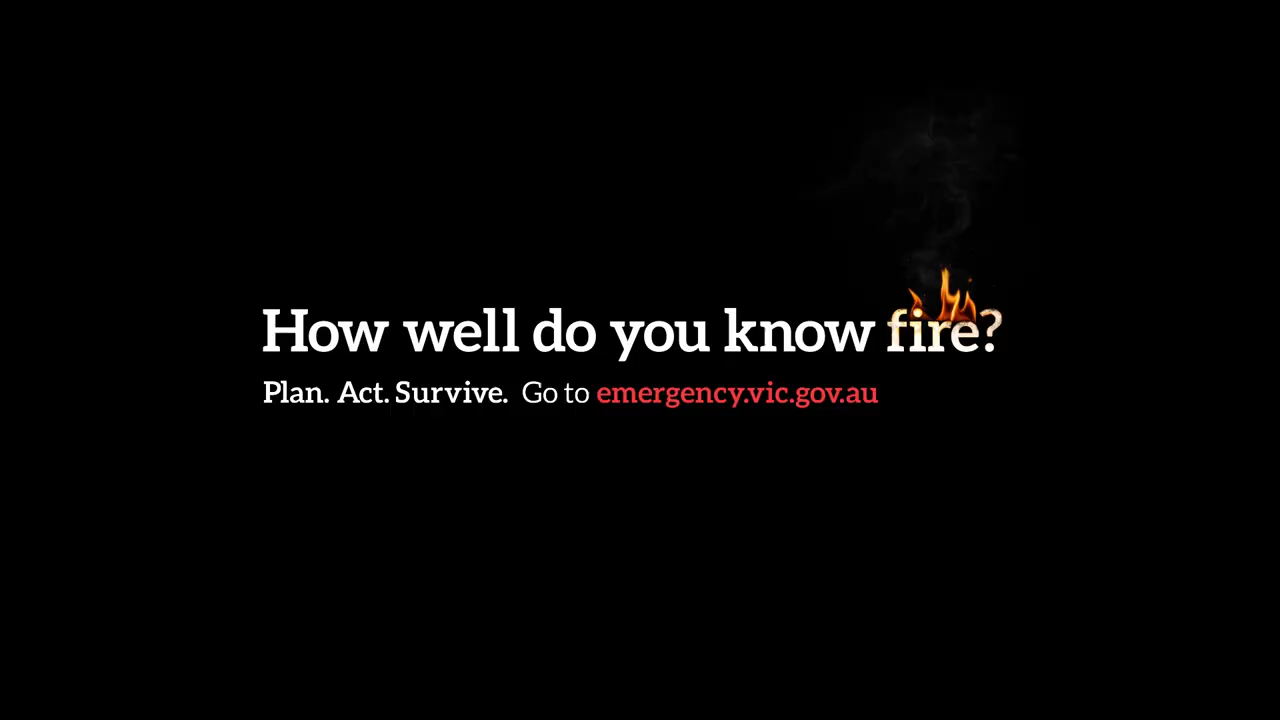 How well do you know fire?
Plan. Act. Survive. Go to emergency.vic.gov.au